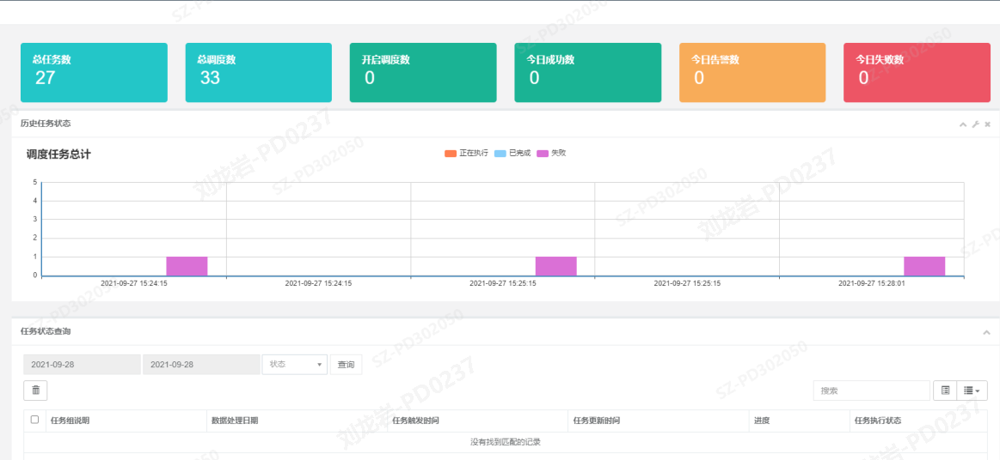 总任务数 总调度数 开启调度数 今日成功数 今日告警数 今日失败数
27 33 0 0 0 0
历史任务状态
调度任务总计 正在执行 已完成 失败
5
4
3
2
1
0
2021-09-27 15:24:15 2021-09-27 15:24:15 2021-09-27 15:25:15 2021-09-27 15:25:15 2021-09-27 15:28:01
任务状态查询
2021-09-28 2021-09-28 状态 查询
搜索
任务组说明 数据处理日期 任务触发时间 任务更新时间 进度 任务执行状态
没有找到匹配的记录
刘龙岩-PD0237
SZ-PD302050